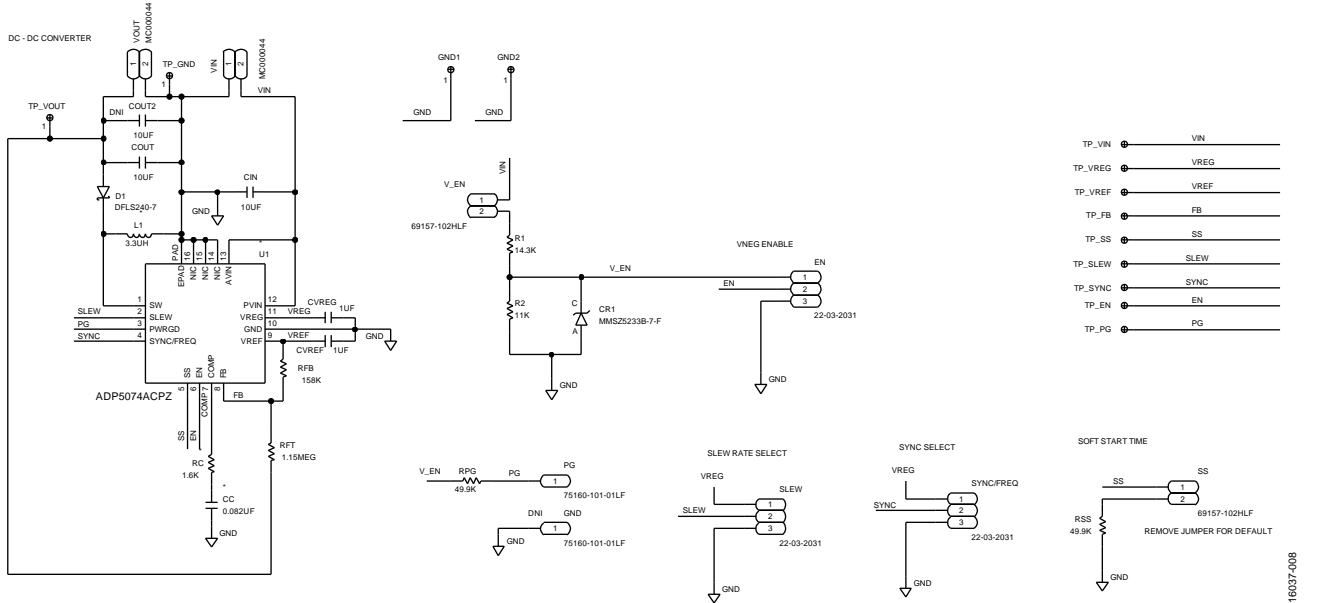 DC - DC CONVERTER
VOUT
MC000044
1
2
TP_GND
1
VIN
1
2
MC000044
VIN
TP_VOUT
1
DNI
COUT2
10UF
COUT
10UF
D1
DFLS240-7
*
L1
3.3UH
CIN
10UF
GND
PAD
EPAD
16
NIC
15
NIC
14
NIC
13
AVIN
*
U1
1
SW
2
SLEW
3
PWRGD
4
SYNC/FREQ
SLEW
PG
SYNC
PVIN
12
VREG
11
GND
10
VREF
9
VREG
CVREG
1UF
VREF
CVREF
1UF
GND
SS
EN
COMP
FB
5
6
COMP 7
8
ADP5074ACPZ
FB
RFB
158K
SS
EN
RC
1.6K
*
CC
0.082UF
GND
RFT
1.15MEG
GND1
1
GND
GND2
1
GND
VIN
V_EN
1
2
69157-102HLF
R1
14.3K
V_EN
R2
11K
C
A
CR1
MMSZ5233B-7-F
GND
VNEG ENABLE
EN
EN
1
2
3
22-03-2031
GND
TP_VIN VIN
TP_VREG VREG
TP_VREF VREF
TP_FB FB
TP_SS SS
TP_SLEW SLEW
TP_SYNC SYNC
TP_EN EN
TP_PG PG
V_EN
RPG
49.9K
PG
PG
1
75160-101-01LF
DNI
GND
1
75160-101-01LF
GND
SLEW RATE SELECT
VREG
SLEW
SLEW
1
2
3
22-03-2031
GND
SYNC SELECT
VREG
SYNC/FREQ
SYNC
1
2
3
22-03-2031
GND
SOFT START TIME
SS
SS
1
2
69157-102HLF
RSS
49.9K
REMOVE JUMPER FOR DEFAULT
GND
16037-008